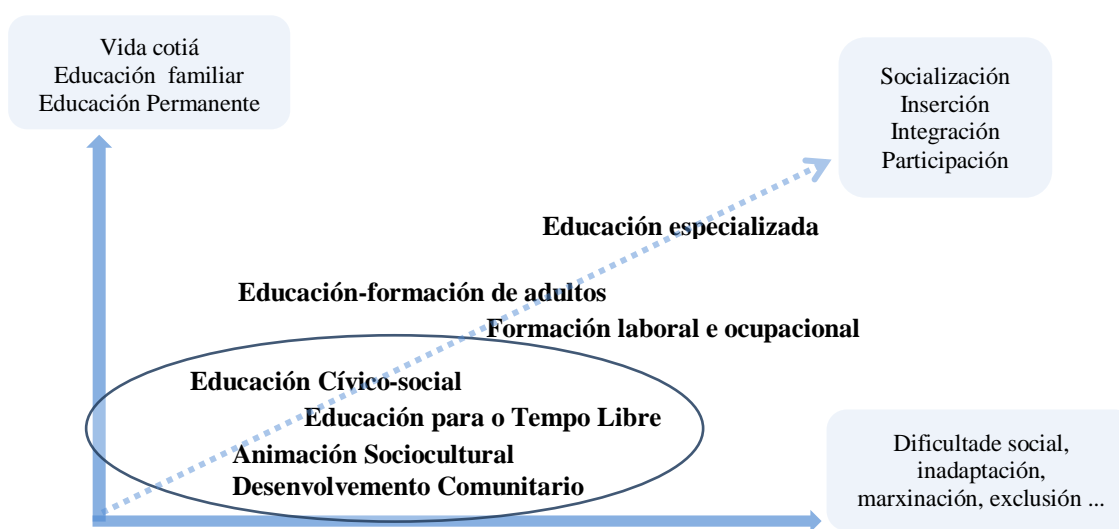 Vida cotiá
Educación familiar
Educación Permanente
Socialización
Inserción
Integración
Participación
Educación especializada
Educación-formación de adultos
Formación laboral e ocupacional
Educación Cívico-social
Educación para o Tempo Libre
Animación Sociocultural
Desenvolvemento Comunitario
Dificultade social,
inadaptación,
marxinación, exclusión ...